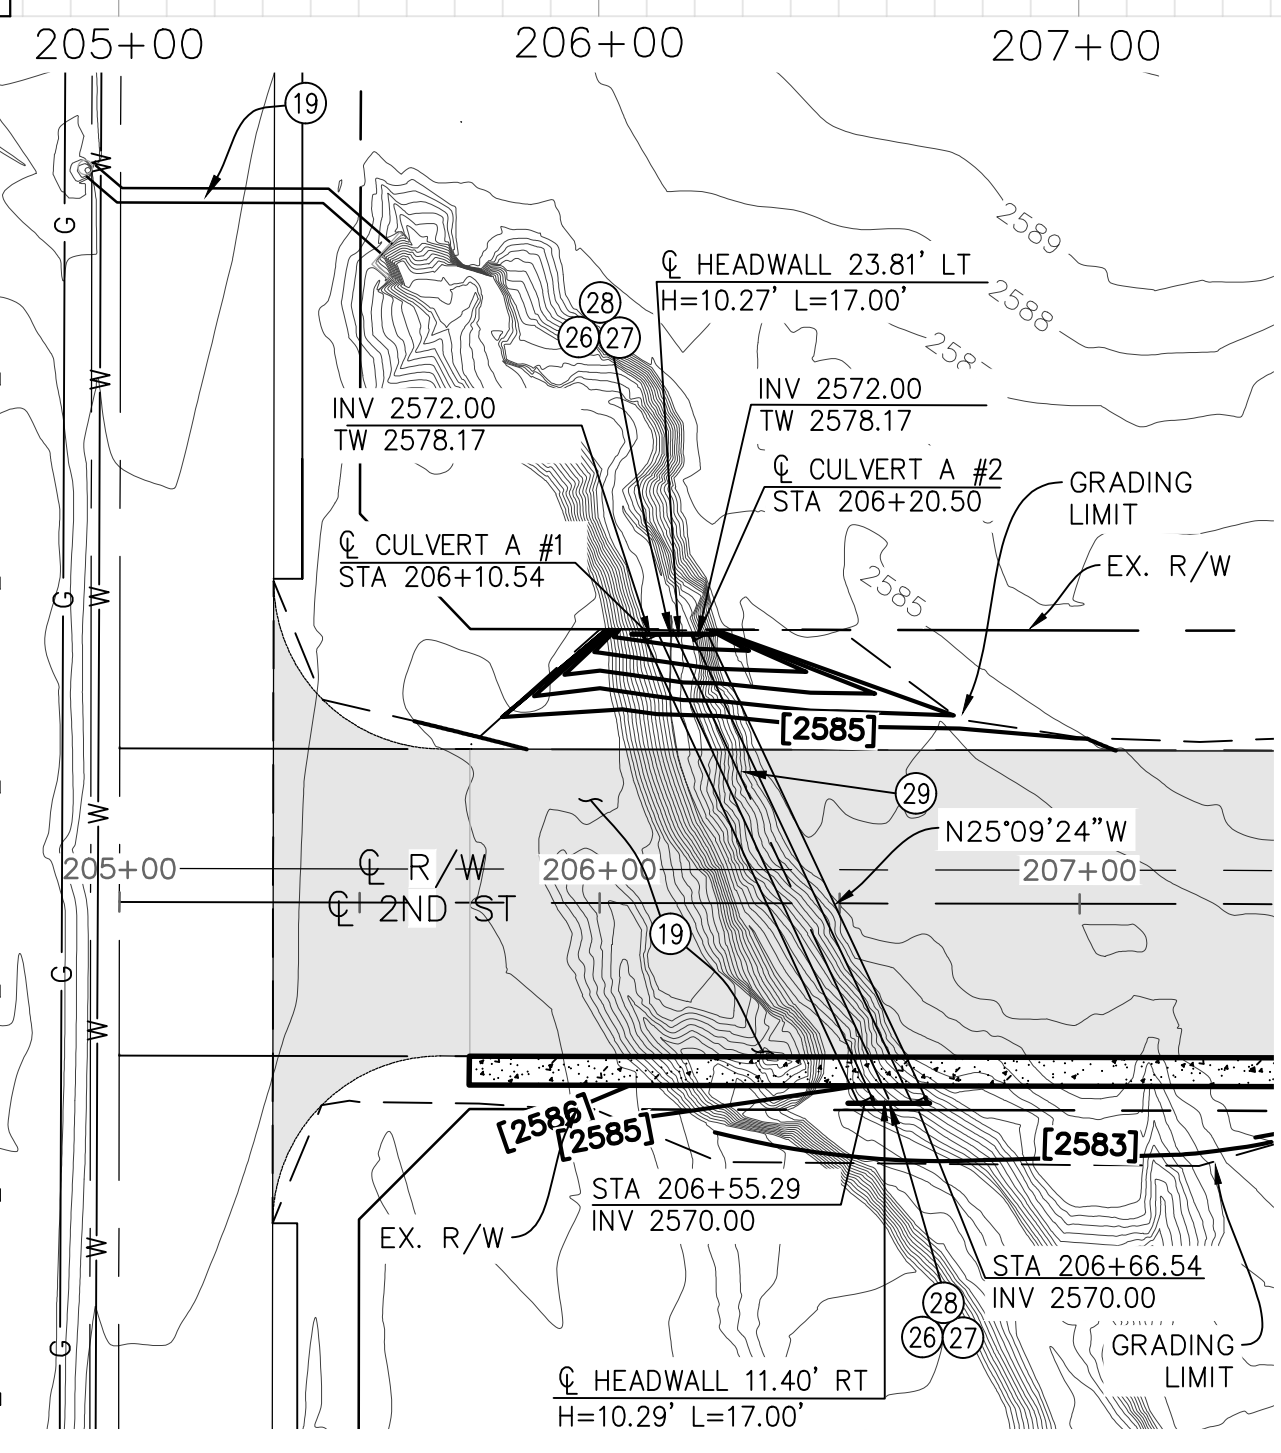 205+00
206+00
207+00
19
W
G
2589
℄ HEADWALL 23.81' LT
H=10.27' L=17.00'
28
26
27
2588
258
W
INV 2572.00
TW 2578.17
INV 2572.00
TW 2578.17
℄ CULVERT A #2
STA 206+20.50
GRADING
LIMIT
℄ CULVERT A #1
STA 206+10.54
EX. R/W
2585
G
W
[2585]
29
W
N25°09'24"W
205+00
℄ R/W
206+00
207+00
℄ 2ND ST
19
G
W
[2586]
[2585]
[2583]
STA 206+55.29
INV 2570.00
EX. R/W
W
STA 206+66.54
INV 2570.00
28
26
27
G
GRADING
LIMIT
℄ HEADWALL 11.40' RT
H=10.29' L=17.00'